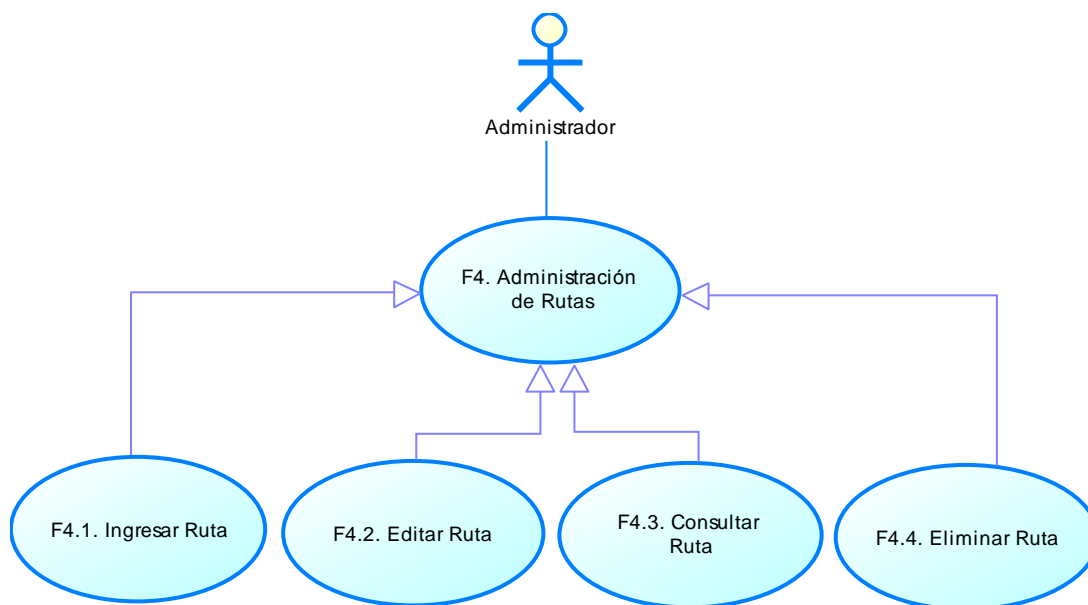 Administrador
F4. Administración
de Rutas
F4.1. Ingresar Ruta
F4.2. Editar Ruta
F4.3. Consultar
Ruta
F4.4. Eliminar Ruta